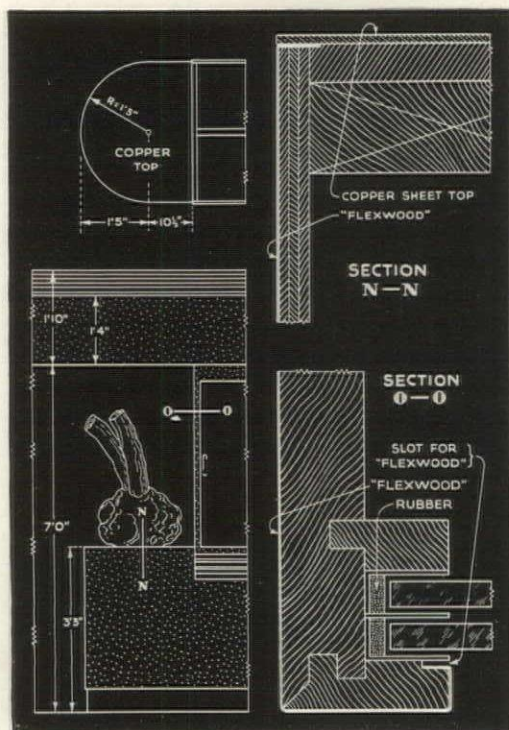 R=1'5"
COPPER
TOP
1'5" 10½"
COPPER SHEET TOP
"FLEXWOOD"
SECTION
N—N
1'10"
1'4"
O O
7'0"
N
N
3'3"
SECTION
O—O
SLOT FOR
"FLEXWOOD"
"FLEXWOOD"
RUBBER